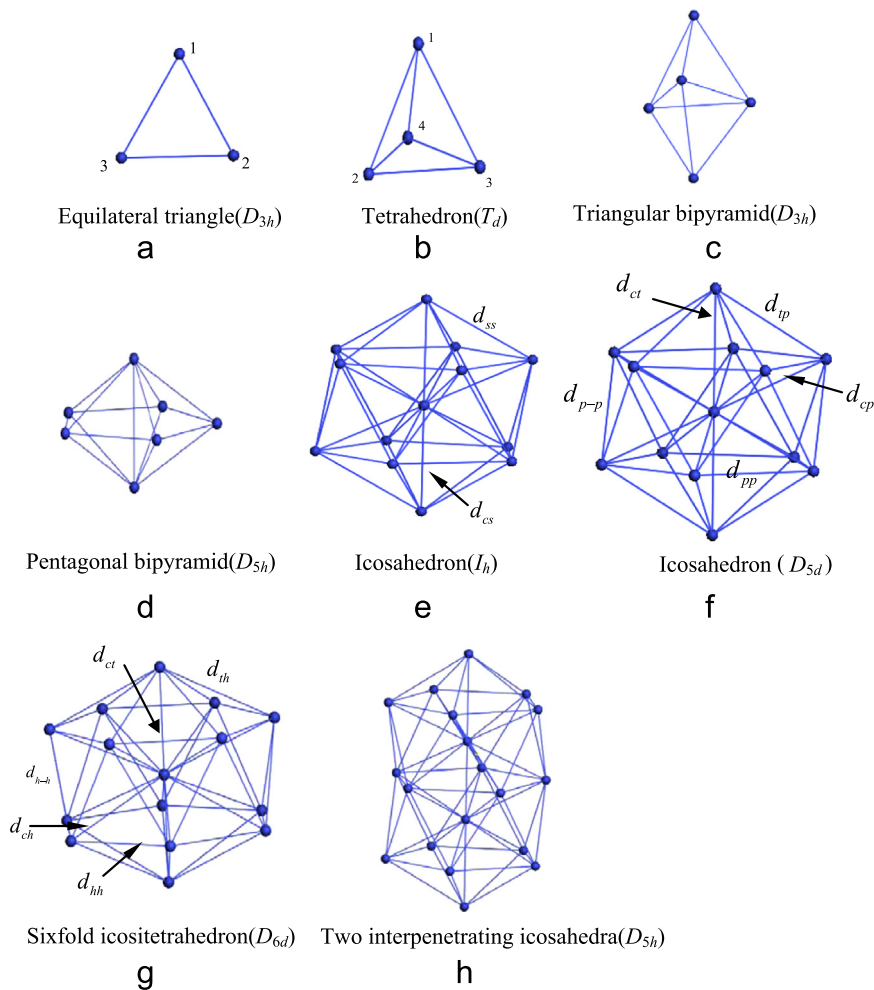 1
3
2
Equilateral triangle(D3h)
a
1
4
2
3
Tetrahedron(Td)
b
Triangular bipyramid(D3h)
c
Pentagonal bipyramid(D5h)
d
dss
dcs
Icosahedron(Ih)
e
dct
dtp
dp–p
dcp
dpp
Icosahedron ( D5d)
f
dct
dth
dh–h
dch
dhh
Sixfold icositetrahedron(D6d)
g
Two interpenetrating icosahedra(D5h)
h